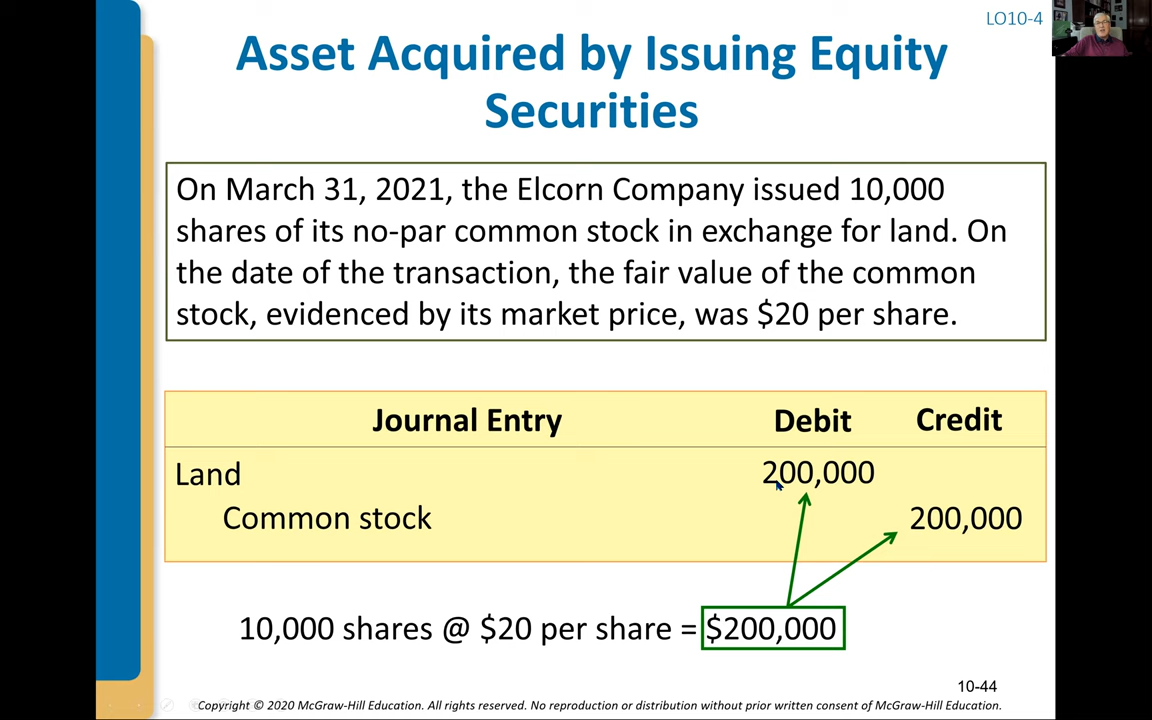 LO10-4
Asset Acquired by Issuing Equity
Securities
On March 31, 2021, the Elcorn Company issued 10,000
shares of its no-par common stock in exchange for land. On
the date of the transaction, the fair value of the common
stock, evidenced by its market price, was $20 per share.
Journal Entry Debit Credit
Land 200,000
Common stock 200,000
10,000 shares @ $20 per share = $200,000
10-44
Copyright © 2020 McGraw-Hill Education. All rights reserved. No reproduction or distribution without prior written consent of McGraw-Hill Education.